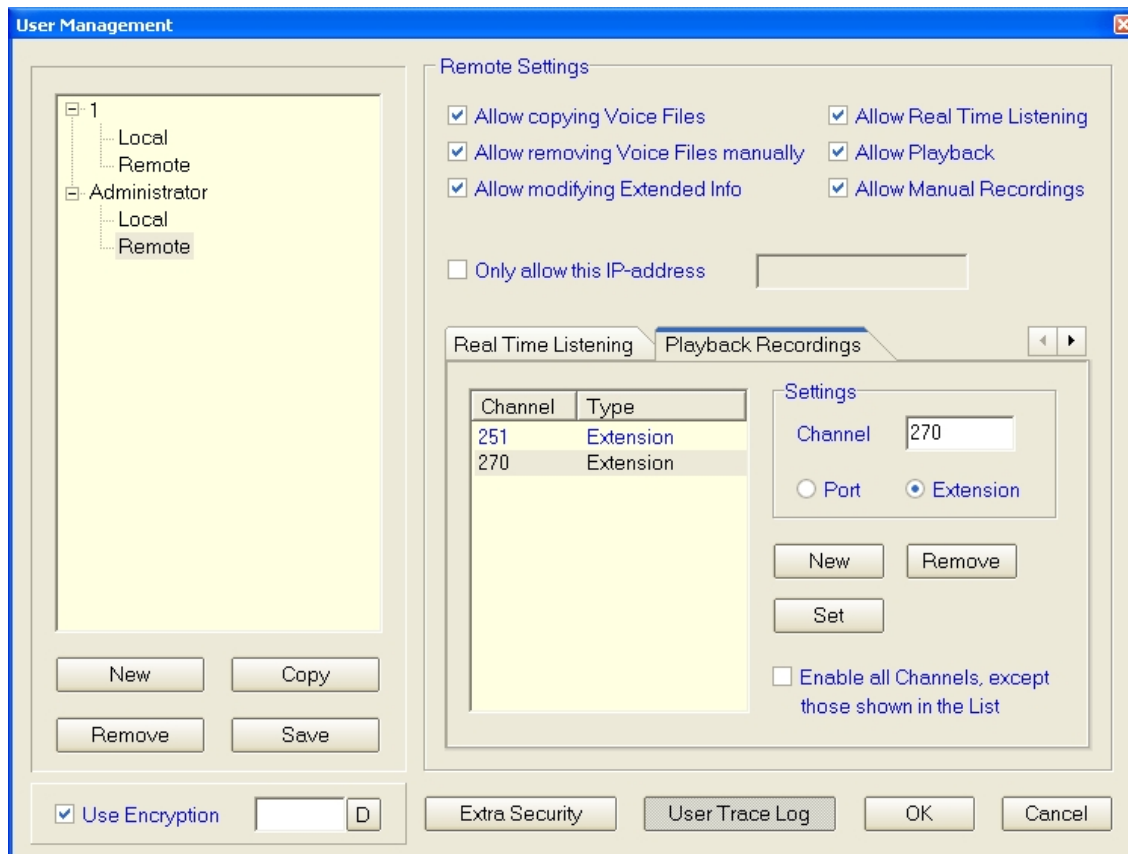 User Management
1
Local
Remote
Administrator
Local
Remote
New
Copy
Remove
Save
Use Encryption
D
Remote Settings
Allow copying Voice Files
Allow Real Time Listening
Allow removing Voice Files manually
Allow Playback
Allow modifying Extended Info
Allow Manual Recordings
Only allow this IP-address
Real Time Listening
Playback Recordings
Channel Type
251 Extension
270 Extension
Settings
Channel 270
Port
Extension
New
Remove
Set
Enable all Channels, except
those shown in the List
Extra Security
User Trace Log
OK
Cancel